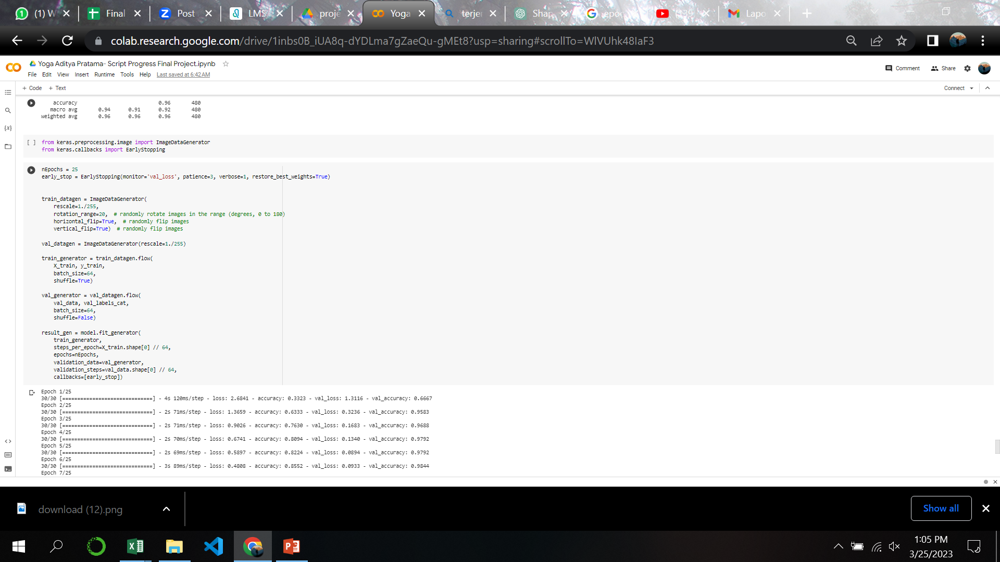 (1) W
Final
Post
LMS
proje
Yoga
terje
Shap
epo
(139
Lapo
colab.research.google.com/drive/1inbs0B_iUA8q-dYDLma7gZaeQu-gMEt8?usp=sharing#scrollTo=WlVUhk48IaF3
Yoga Aditya Pratama- Script Progress Final Project.ipynb
File Edit View Insert Runtime Tools Help Last saved at 6:42 AM
Comment Share
+ Code + Text
Connect
accuracy 0.96 480
macro avg 0.94 0.91 0.92 480
weighted avg 0.96 0.96 0.96 480
[ ] from keras.preprocessing.image import ImageDataGenerator
from keras.callbacks import EarlyStopping
nEpochs = 25
early_stop = EarlyStopping(monitor='val_loss', patience=3, verbose=1, restore_best_weights=True)
train_datagen = ImageDataGenerator(
rescale=1./255,
rotation_range=20, # randomly rotate images in the range (degrees, 0 to 180)
horizontal_flip=True, # randomly flip images
vertical_flip=True) # randomly flip images
val_datagen = ImageDataGenerator(rescale=1./255)
train_generator = train_datagen.flow(
X_train, y_train,
batch_size=64,
shuffle=True)
val_generator = val_datagen.flow(
val_data, val_labels_cat,
batch_size=64,
shuffle=False)
result_gen = model.fit_generator(
train_generator,
steps_per_epoch=X_train.shape[0] // 64,
epochs=nEpochs,
validation_data=val_generator,
validation_steps=val_data.shape[0] // 64,
callbacks=[early_stop])
Epoch 1/25
30/30 [==============================] - 4s 120ms/step - loss: 2.6841 - accuracy: 0.3323 - val_loss: 1.3116 - val_accuracy: 0.6667
Epoch 2/25
30/30 [==============================] - 2s 71ms/step - loss: 1.3659 - accuracy: 0.6333 - val_loss: 0.3236 - val_accuracy: 0.9583
Epoch 3/25
30/30 [==============================] - 2s 71ms/step - loss: 0.9026 - accuracy: 0.7630 - val_loss: 0.1683 - val_accuracy: 0.9688
Epoch 4/25
30/30 [==============================] - 2s 70ms/step - loss: 0.6741 - accuracy: 0.8094 - val_loss: 0.1340 - val_accuracy: 0.9792
Epoch 5/25
30/30 [==============================] - 2s 69ms/step - loss: 0.5897 - accuracy: 0.8224 - val_loss: 0.0894 - val_accuracy: 0.9792
Epoch 6/25
30/30 [==============================] - 3s 89ms/step - loss: 0.4808 - accuracy: 0.8552 - val_loss: 0.0933 - val_accuracy: 0.9844
Epoch 7/25
download (12).png
Show all
1:05 PM
3/25/2023